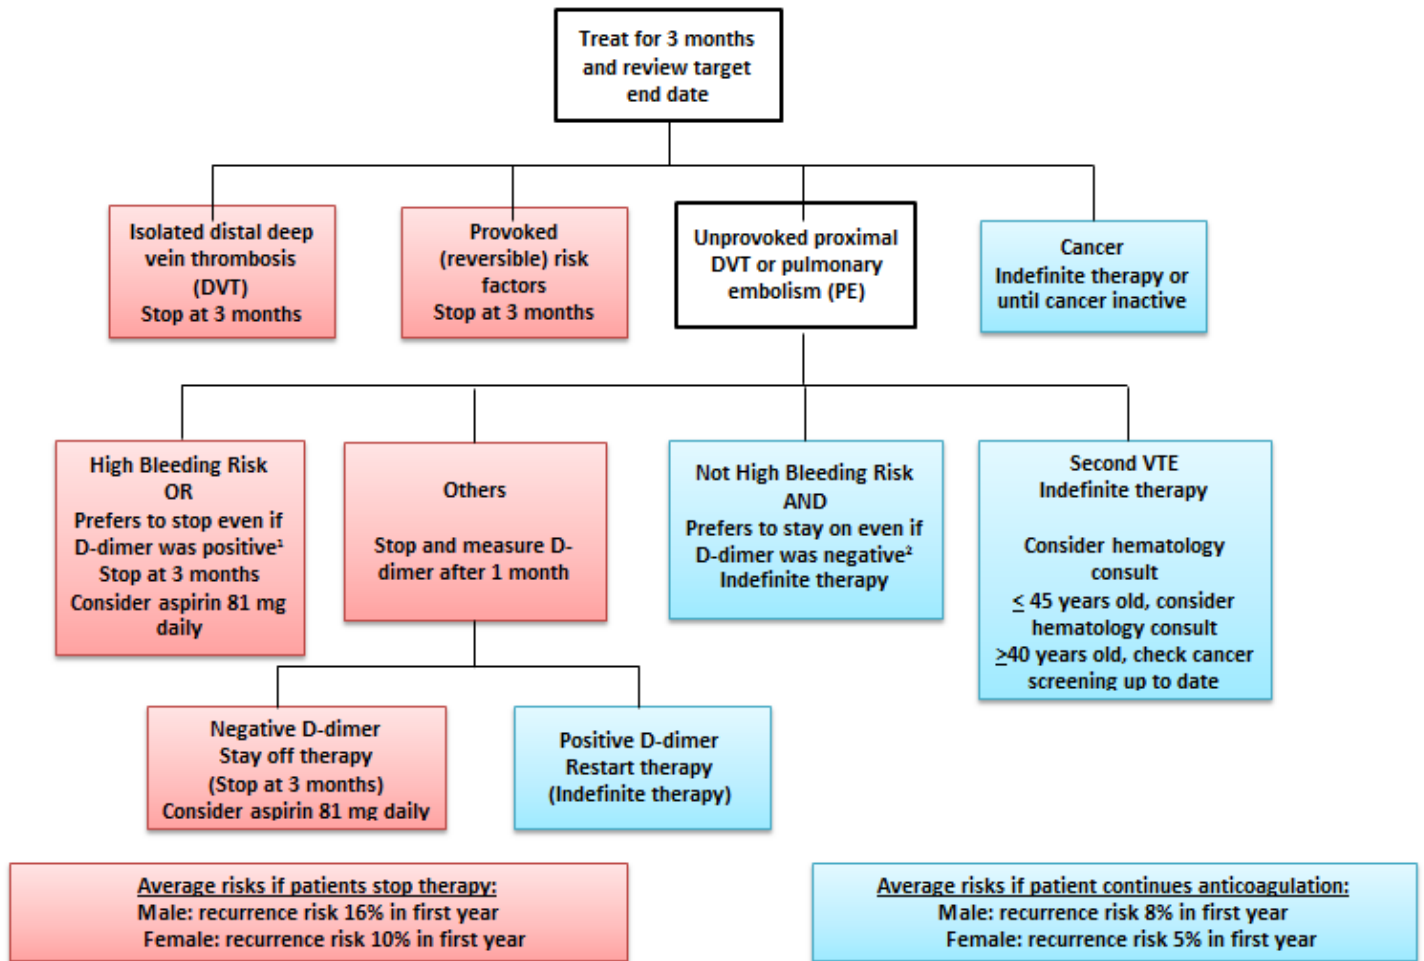 Treat for 3 months
and review target
end date
Isolated distal deep
vein thrombosis
(DVT)
Stop at 3 months
Provoked
(reversible) risk
factors
Stop at 3 months
Unprovoked proximal
DVT or pulmonary
embolism (PE)
Cancer
Indefinite therapy or
until cancer inactive
High Bleeding Risk
OR
Prefers to stop even if
D-dimer was positive¹
Stop at 3 months
Consider aspirin 81 mg
daily
Others
Stop and measure D-
dimer after 1 month
Not High Bleeding Risk
AND
Prefers to stay on even if
D-dimer was negative²
Indefinite therapy
Second VTE
Indefinite therapy
Consider hematology
consult
≤ 45 years old, consider
hematology consult
≥40 years old, check cancer
screening up to date
Negative D-dimer
Stay off therapy
(Stop at 3 months)
Consider aspirin 81 mg daily
Positive D-dimer
Restart therapy
(Indefinite therapy)
Average risks if patients stop therapy:
Male: recurrence risk 16% in first year
Female: recurrence risk 10% in first year
Average risks if patient continues anticoagulation:
Male: recurrence risk 8% in first year
Female: recurrence risk 5% in first year